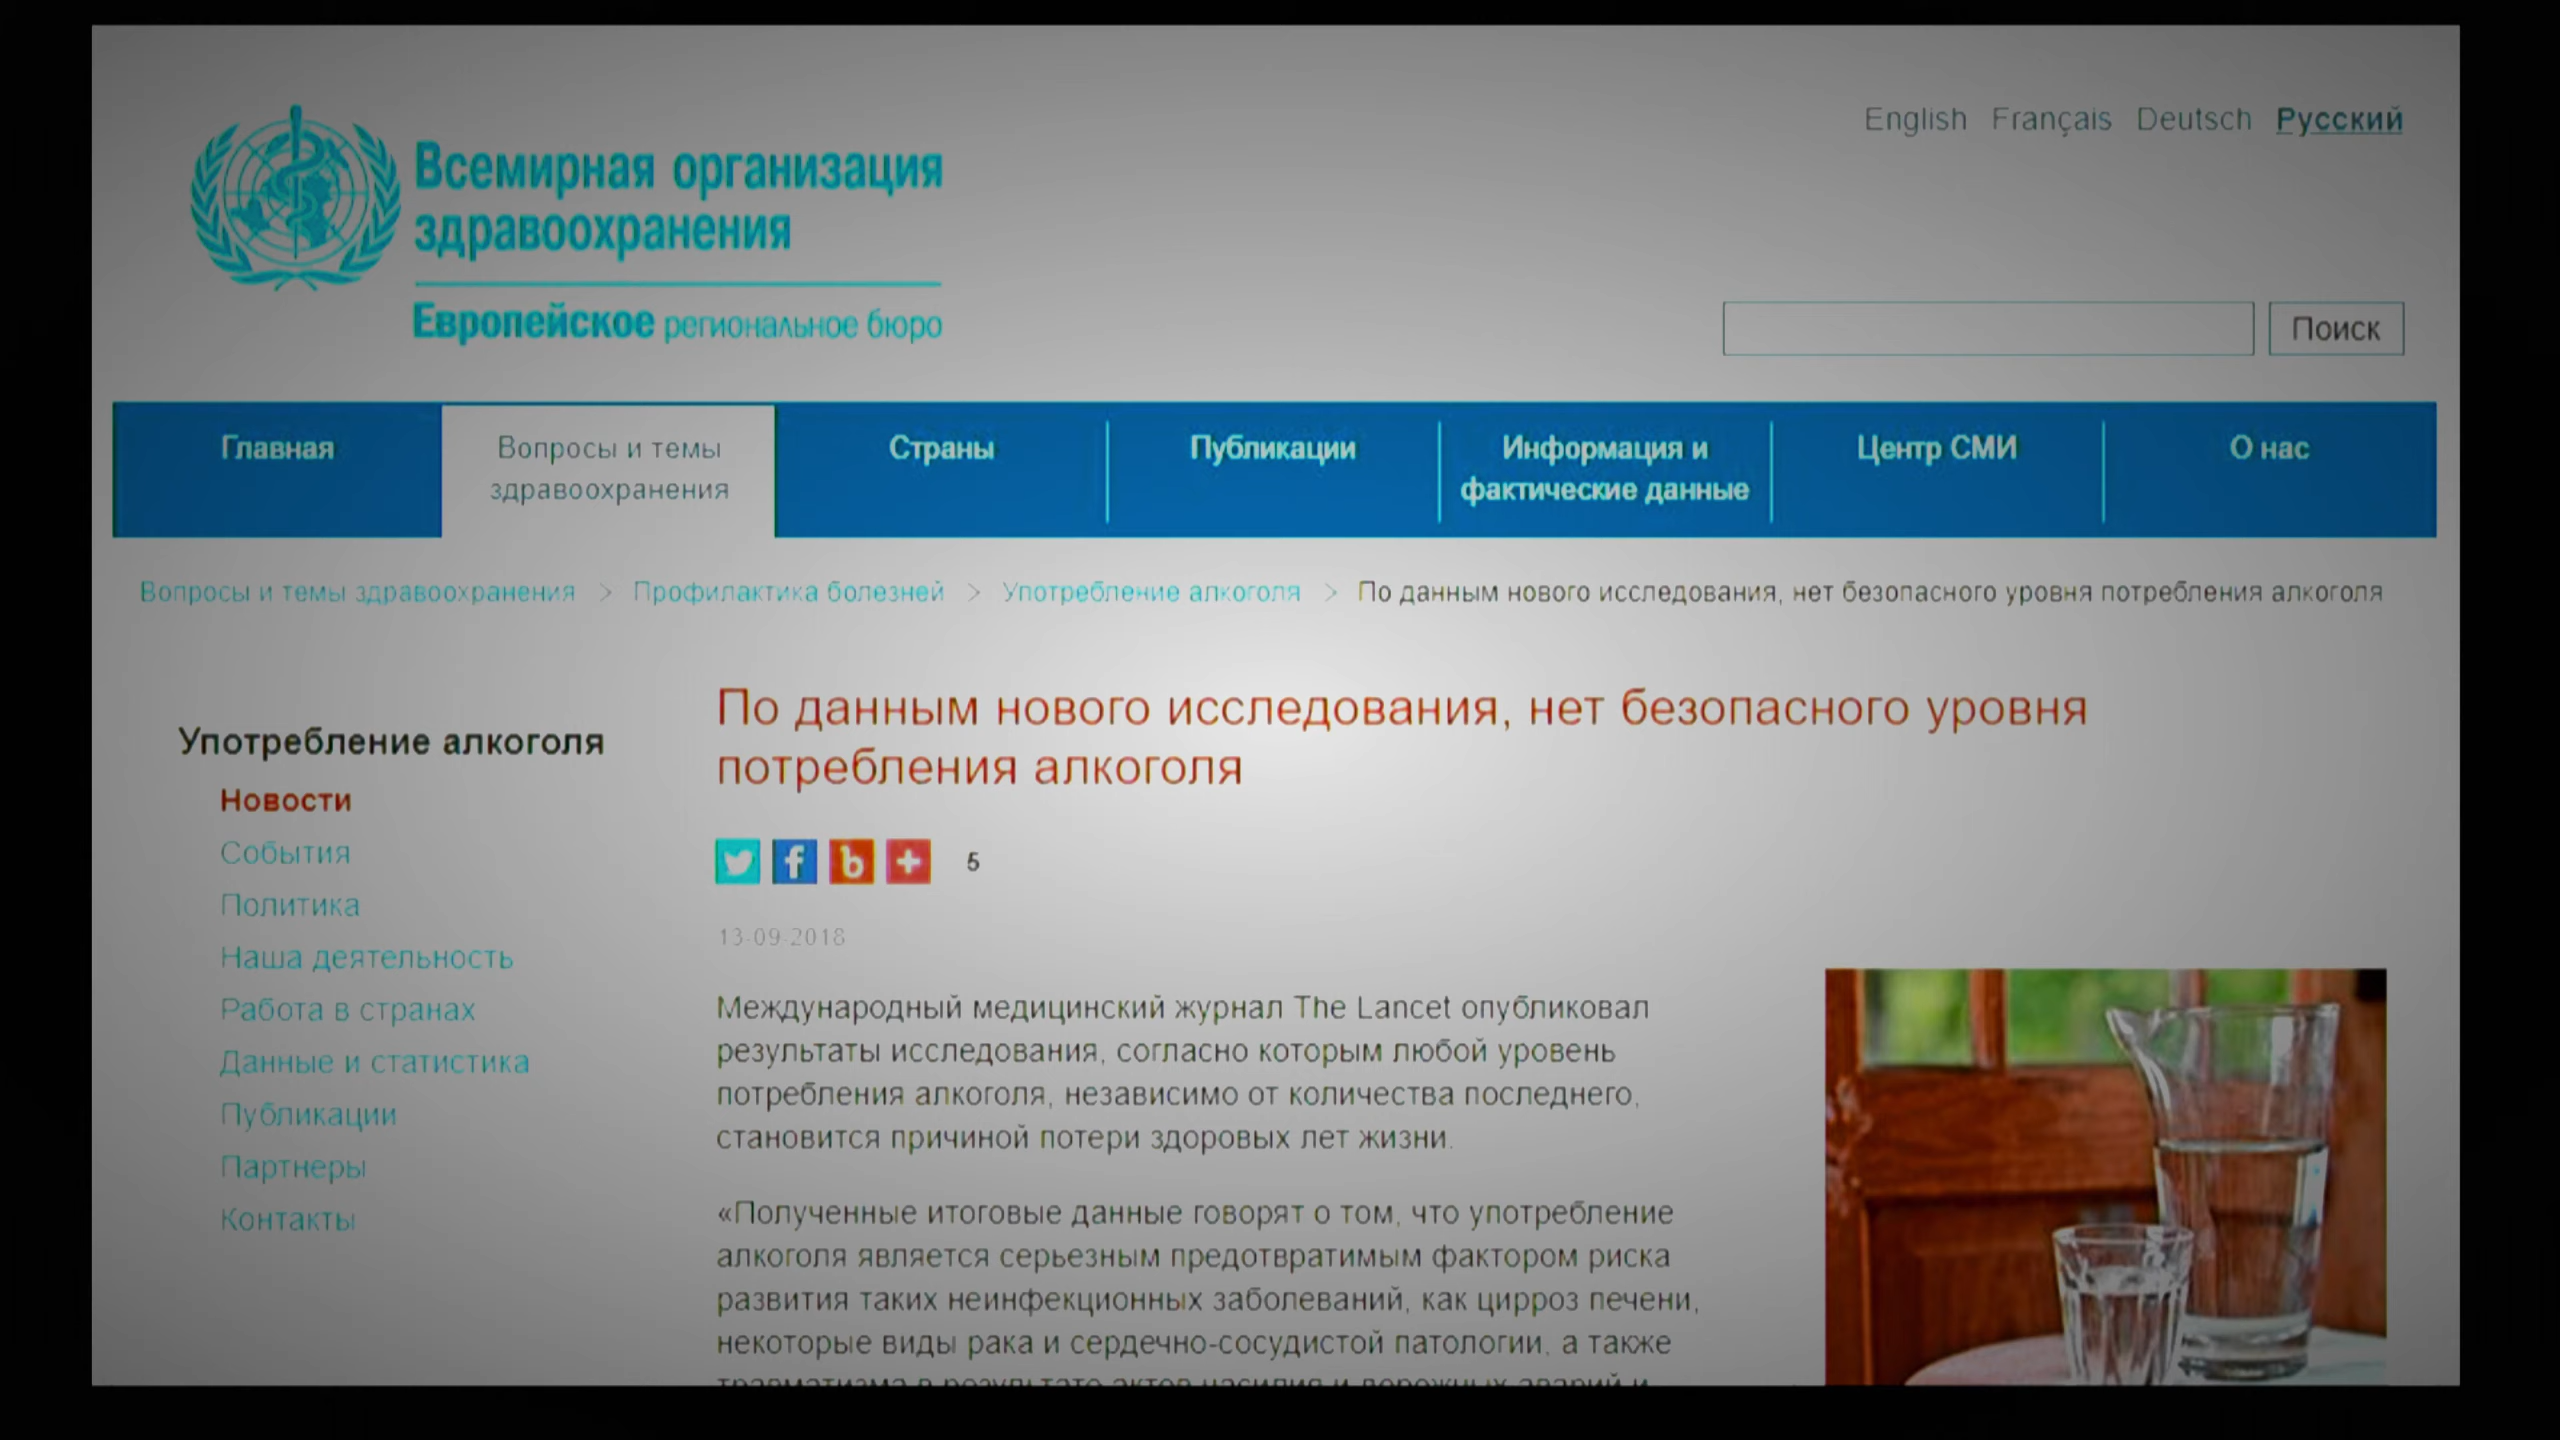 English Français Deutsch Русский
Всемирная организация
здравоохранения
Европейское региональное бюро
Поиск
Главная
Вопросы и темы
здравоохранения
Страны
Публикации
Информация и
фактические данные
Центр СМИ
О нас
Вопросы и темы здравоохранения > Профилактика болезней > Употребление алкоголя > По данным нового исследования, нет безопасного уровня потребления алкоголя
Употребление алкоголя
Новости
События
Политика
Наша деятельность
Работа в странах
Данные и статистика
Публикации
Партнеры
Контакты
По данным нового исследования, нет безопасного уровня
потребления алкоголя
5
13-09-2018
Международный медицинский журнал The Lancet опубликовал
результаты исследования, согласно которым любой уровень
потребления алкоголя, независимо от количества последнего,
становится причиной потери здоровых лет жизни.
«Полученные итоговые данные говорят о том, что употребление
алкоголя является серьезным предотвратимым фактором риска
развития таких неинфекционных заболеваний, как цирроз печени,
некоторые виды рака и сердечно-сосудистой патологии, а также
травматизма в результате актов насилия и дорожных аварий и